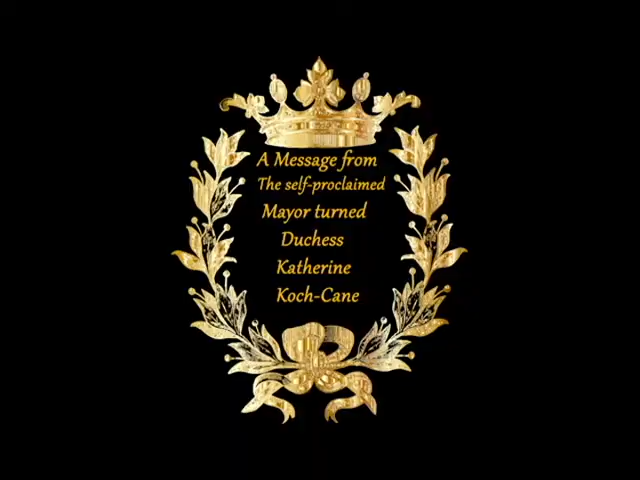 A Message from
The self-proclaimed
Mayor turned
Duchess
Katherine
Koch-Cane